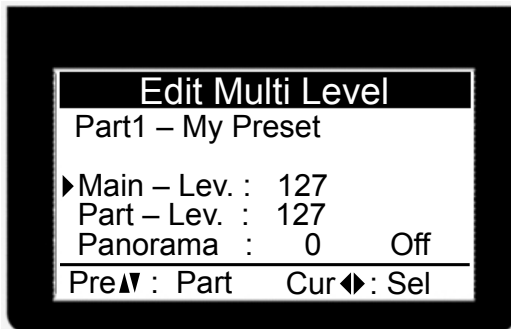 Edit Multi Level
Part1 – My Preset
Main – Lev. : 127
Part – Lev. : 127
Panorama : 0 Off
Pre : Part Cur : Sel